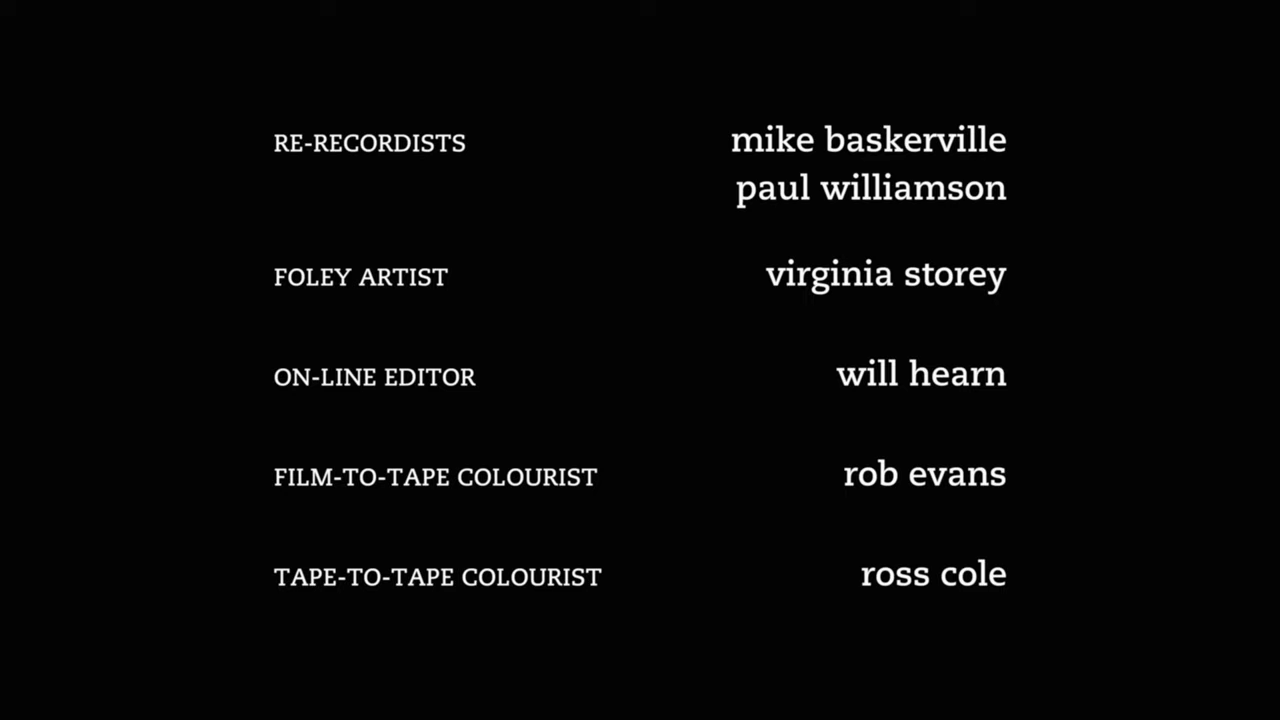 RE-RECORDISTS mike baskerville
paul williamson
FOLEY ARTIST virginia storey
ON-LINE EDITOR will hearn
FILM-TO-TAPE COLOURIST rob evans
TAPE-TO-TAPE COLOURIST ross cole